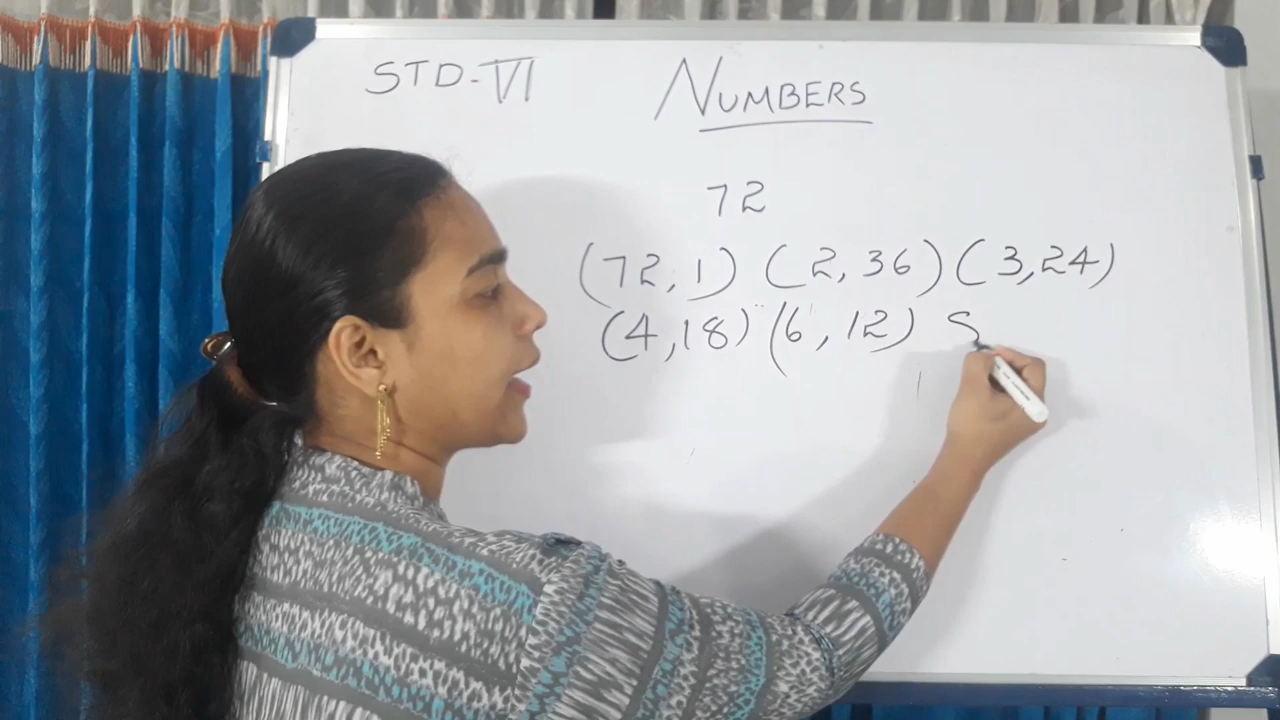 STD-VI
NUMBERS
72
(72,1) (2,36) (3,24)
(4,18) (6,12)